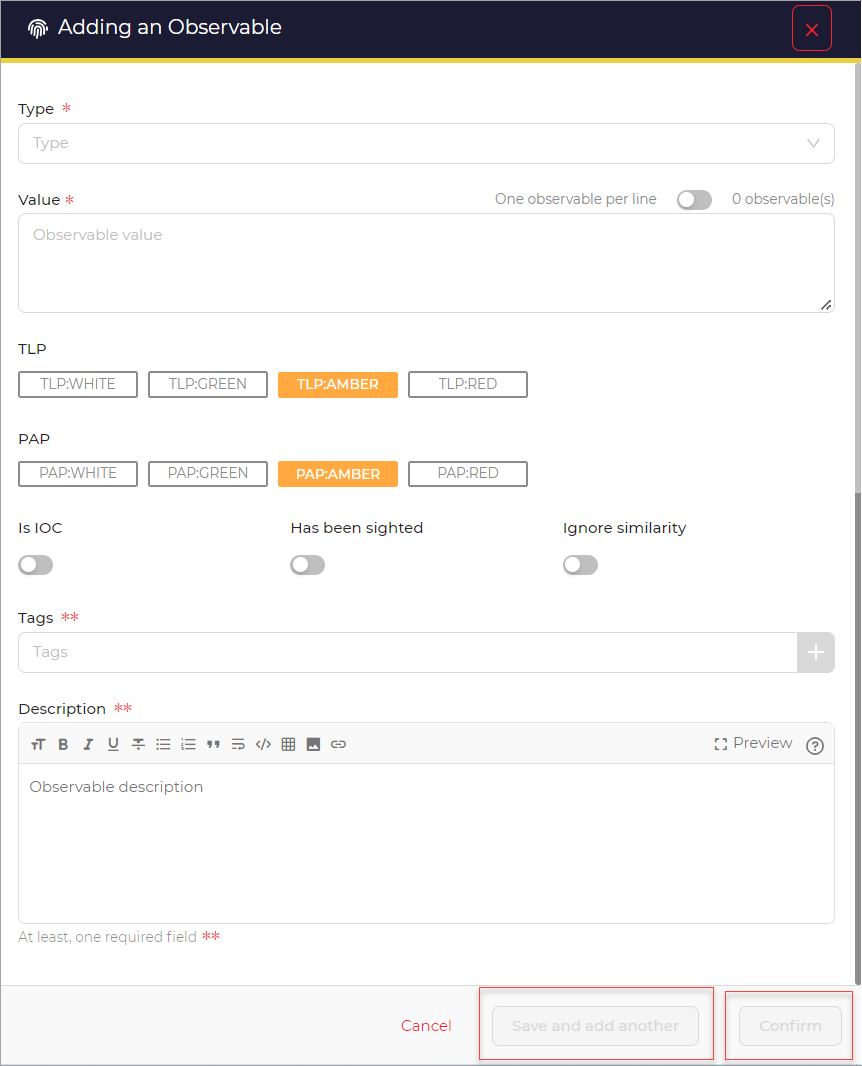 Adding an Observable
Type *
Type
Value * One observable per line 0 observable(s)
Observable value
TLP
TLP:WHITE TLP:GREEN TLP:AMBER TLP:RED
PAP
PAP:WHITE PAP:GREEN PAP:AMBER PAP:RED
Is IOC Has been sighted Ignore similarity
Tags **
Tags
Description **
Preview
Observable description
At least, one required field **
Cancel Save and add another Confirm